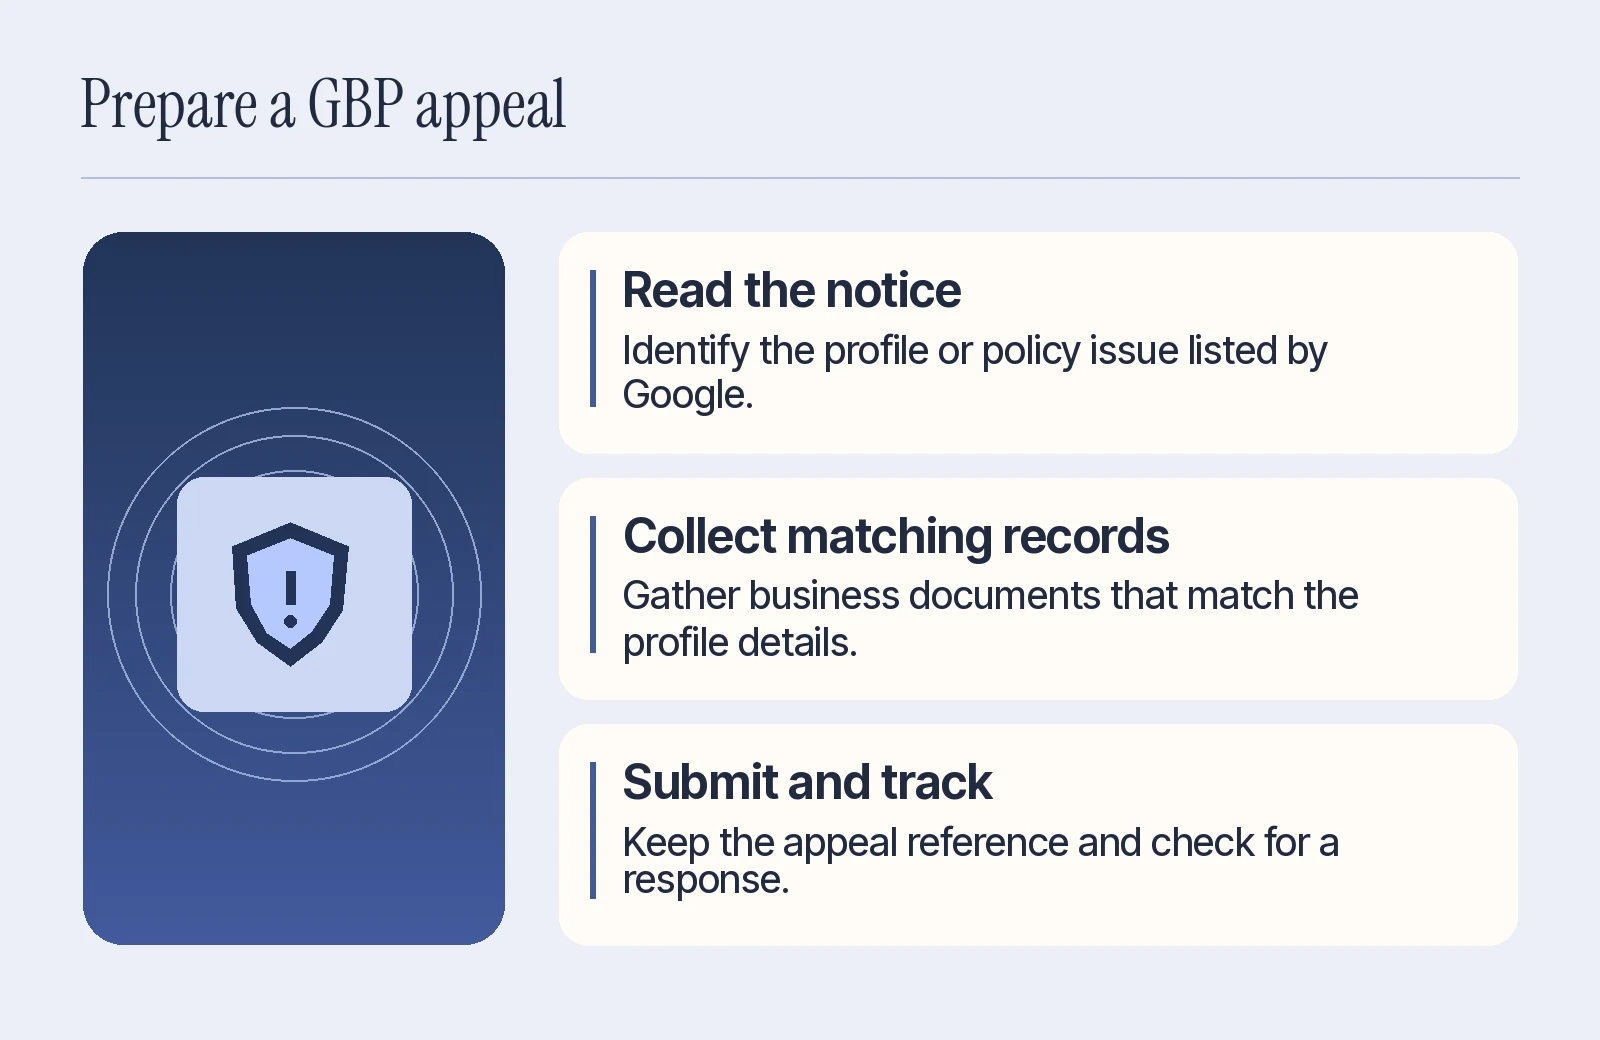 Prepare a GBP appeal
Read the notice
Identify the profile or policy issue listed by
Google.
Collect matching records
Gather business documents that match the
profile details.
Submit and track
Keep the appeal reference and check for a
response.